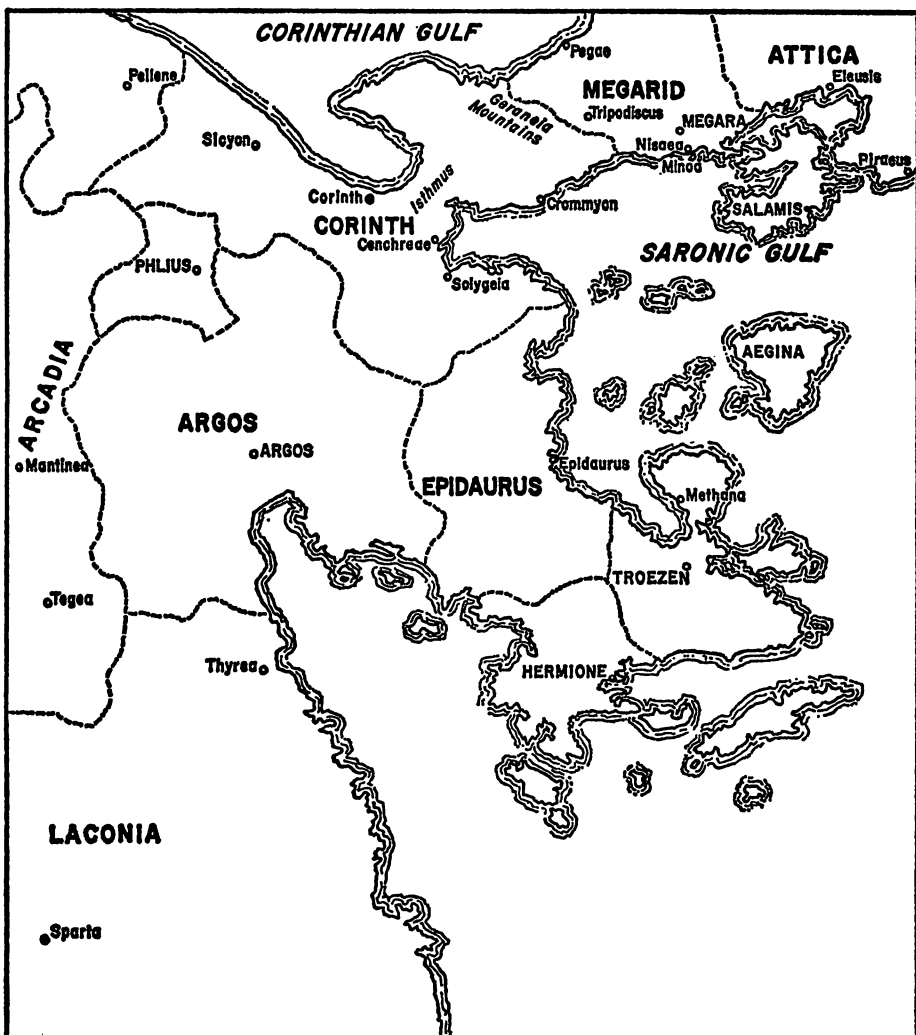 CORINTHIAN GULF
Pegae
ATTICA
Eleusis
Pellene
MEGARID
Geraneia
Mountains
Tripodiscus
MEGARA
Sicyon
Nisaea
Minoa
Piraeus
Isthmus
Corinth
Crommyon
SALAMIS
CORINTH
Cenchreae
SARONIC GULF
PHLIUS
Solygeia
AEGINA
ARCADIA
ARGOS
ARGOS
Mantinea
Epidaurus
EPIDAURUS
Methana
TROEZEN
Tegea
Thyrea
HERMIONE
LACONIA
Sparta